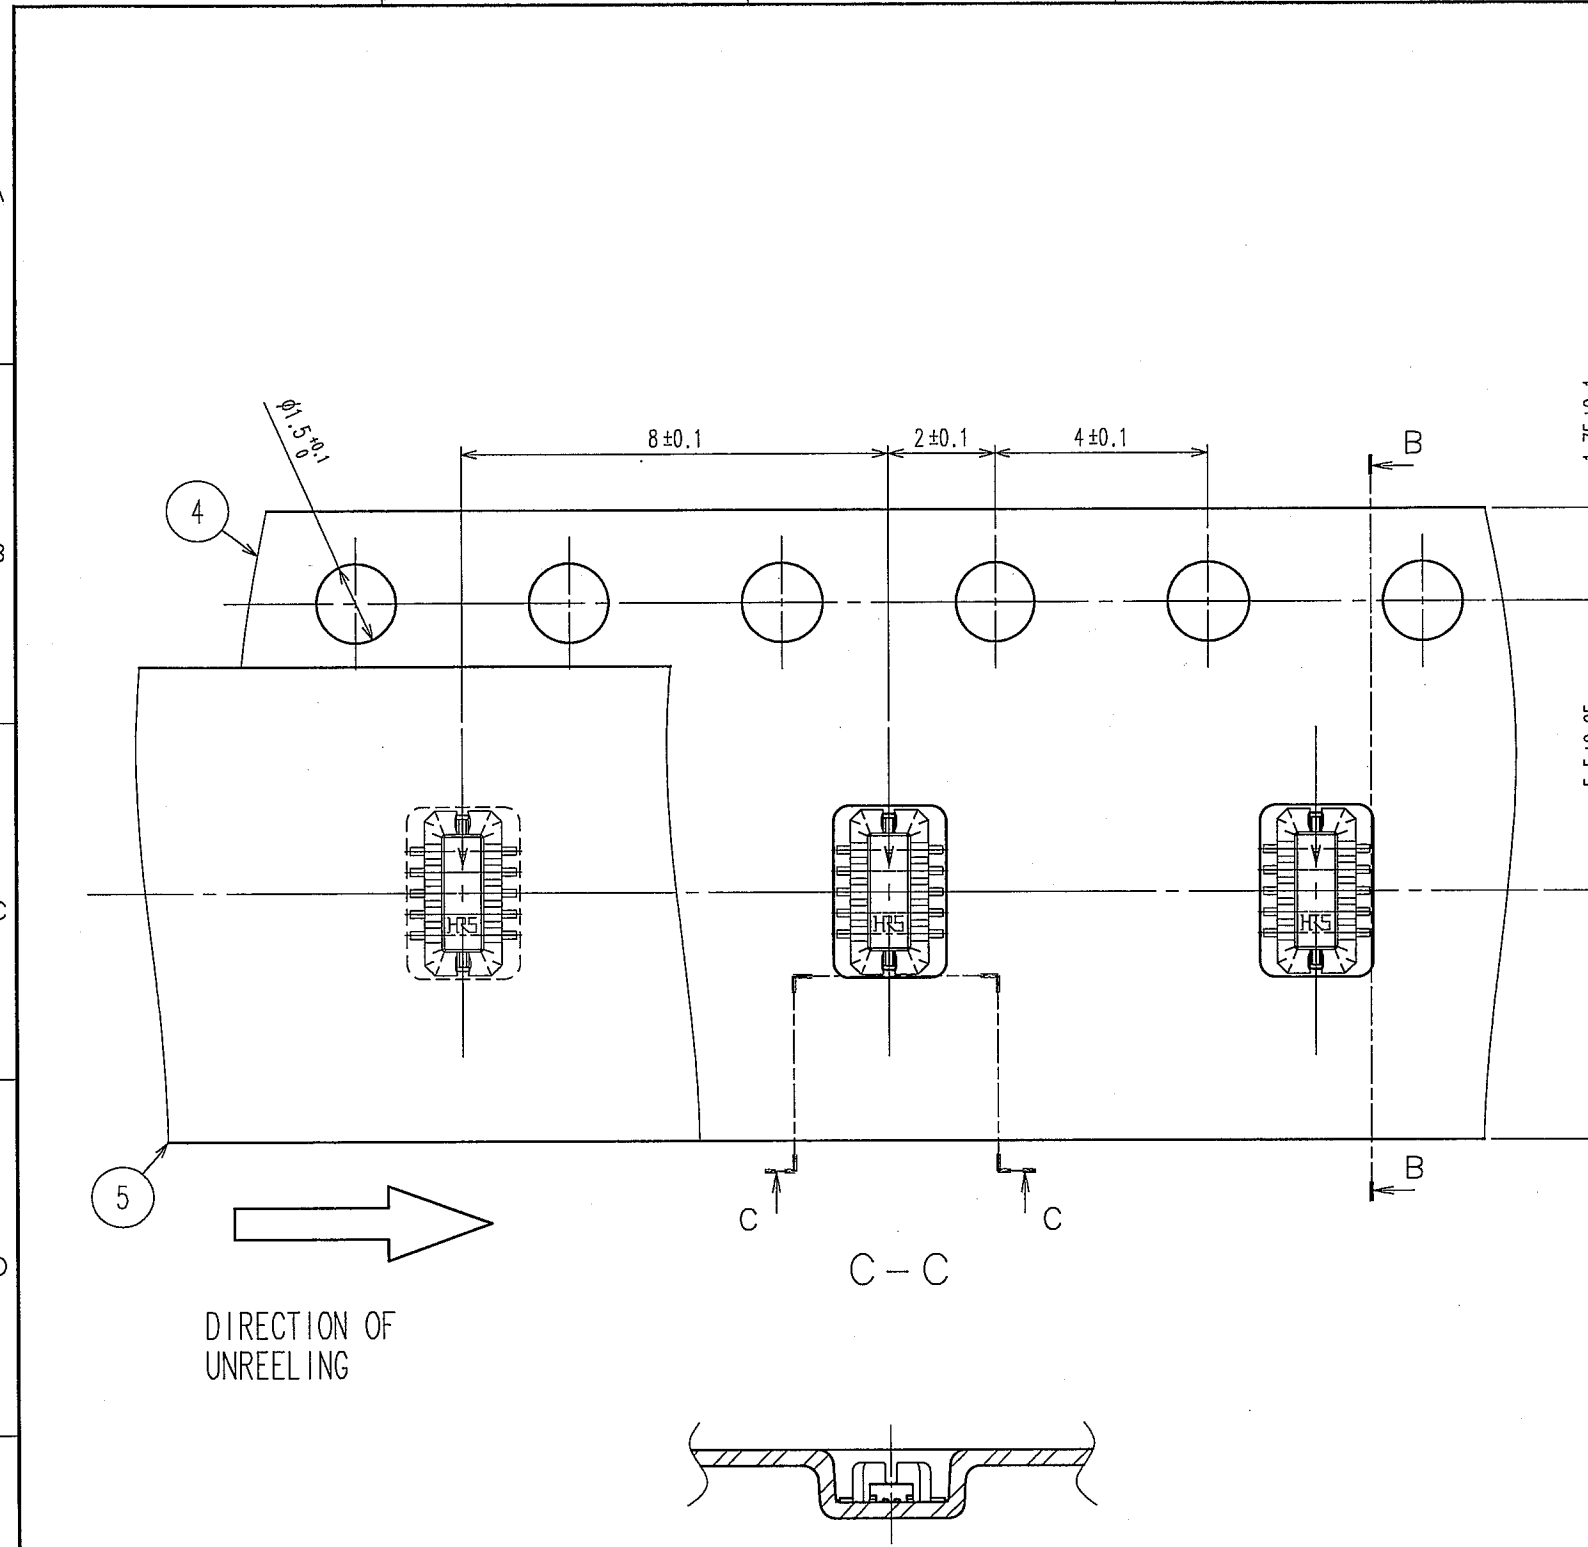 A
φ1.5 +0.1 0
8±0.1
2±0.1
4±0.1
B
4
B
HRS
HRS
HRS
C
B
5
C
C
C-C
D
DIRECTION OF
UNREELING